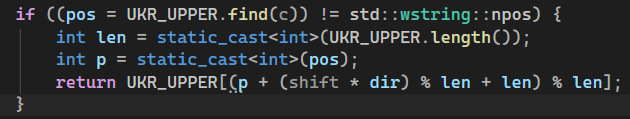 if ((pos = UKR_UPPER.find(c)) != std::wstring::npos) {
    int len = static_cast<int>(UKR_UPPER.length());
    int p = static_cast<int>(pos);
    return UKR_UPPER[(p + (shift * dir) % len + len) % len];
}